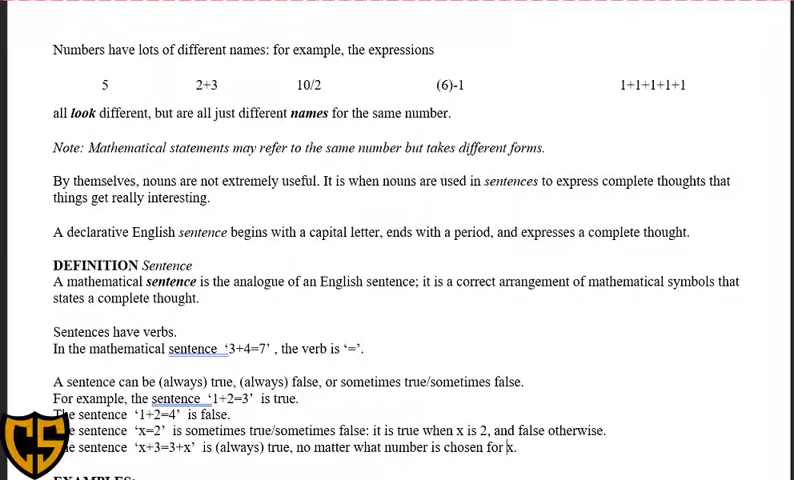 Numbers have lots of different names: for example, the expressions
5 2+3 10/2 (6)-1 1+1+1+1+1
all look different, but are all just different names for the same number.
Note: Mathematical statements may refer to the same number but takes different forms.
By themselves, nouns are not extremely useful. It is when nouns are used in sentences to express complete thoughts that
things get really interesting.
A declarative English sentence begins with a capital letter, ends with a period, and expresses a complete thought.
DEFINITION Sentence
A mathematical sentence is the analogue of an English sentence; it is a correct arrangement of mathematical symbols that
states a complete thought.
Sentences have verbs.
In the mathematical sentence ‘3+4=7’ , the verb is ‘=’.
A sentence can be (always) true, (always) false, or sometimes true/sometimes false.
For example, the sentence ‘1+2=3’ is true.
The sentence ‘1+2=4’ is false.
e sentence ‘x=2’ is sometimes true/sometimes false: it is true when x is 2, and false otherwise.
e sentence ‘x+3=3+x’ is (always) true, no matter what number is chosen for x.
EXAMPLES:
CS